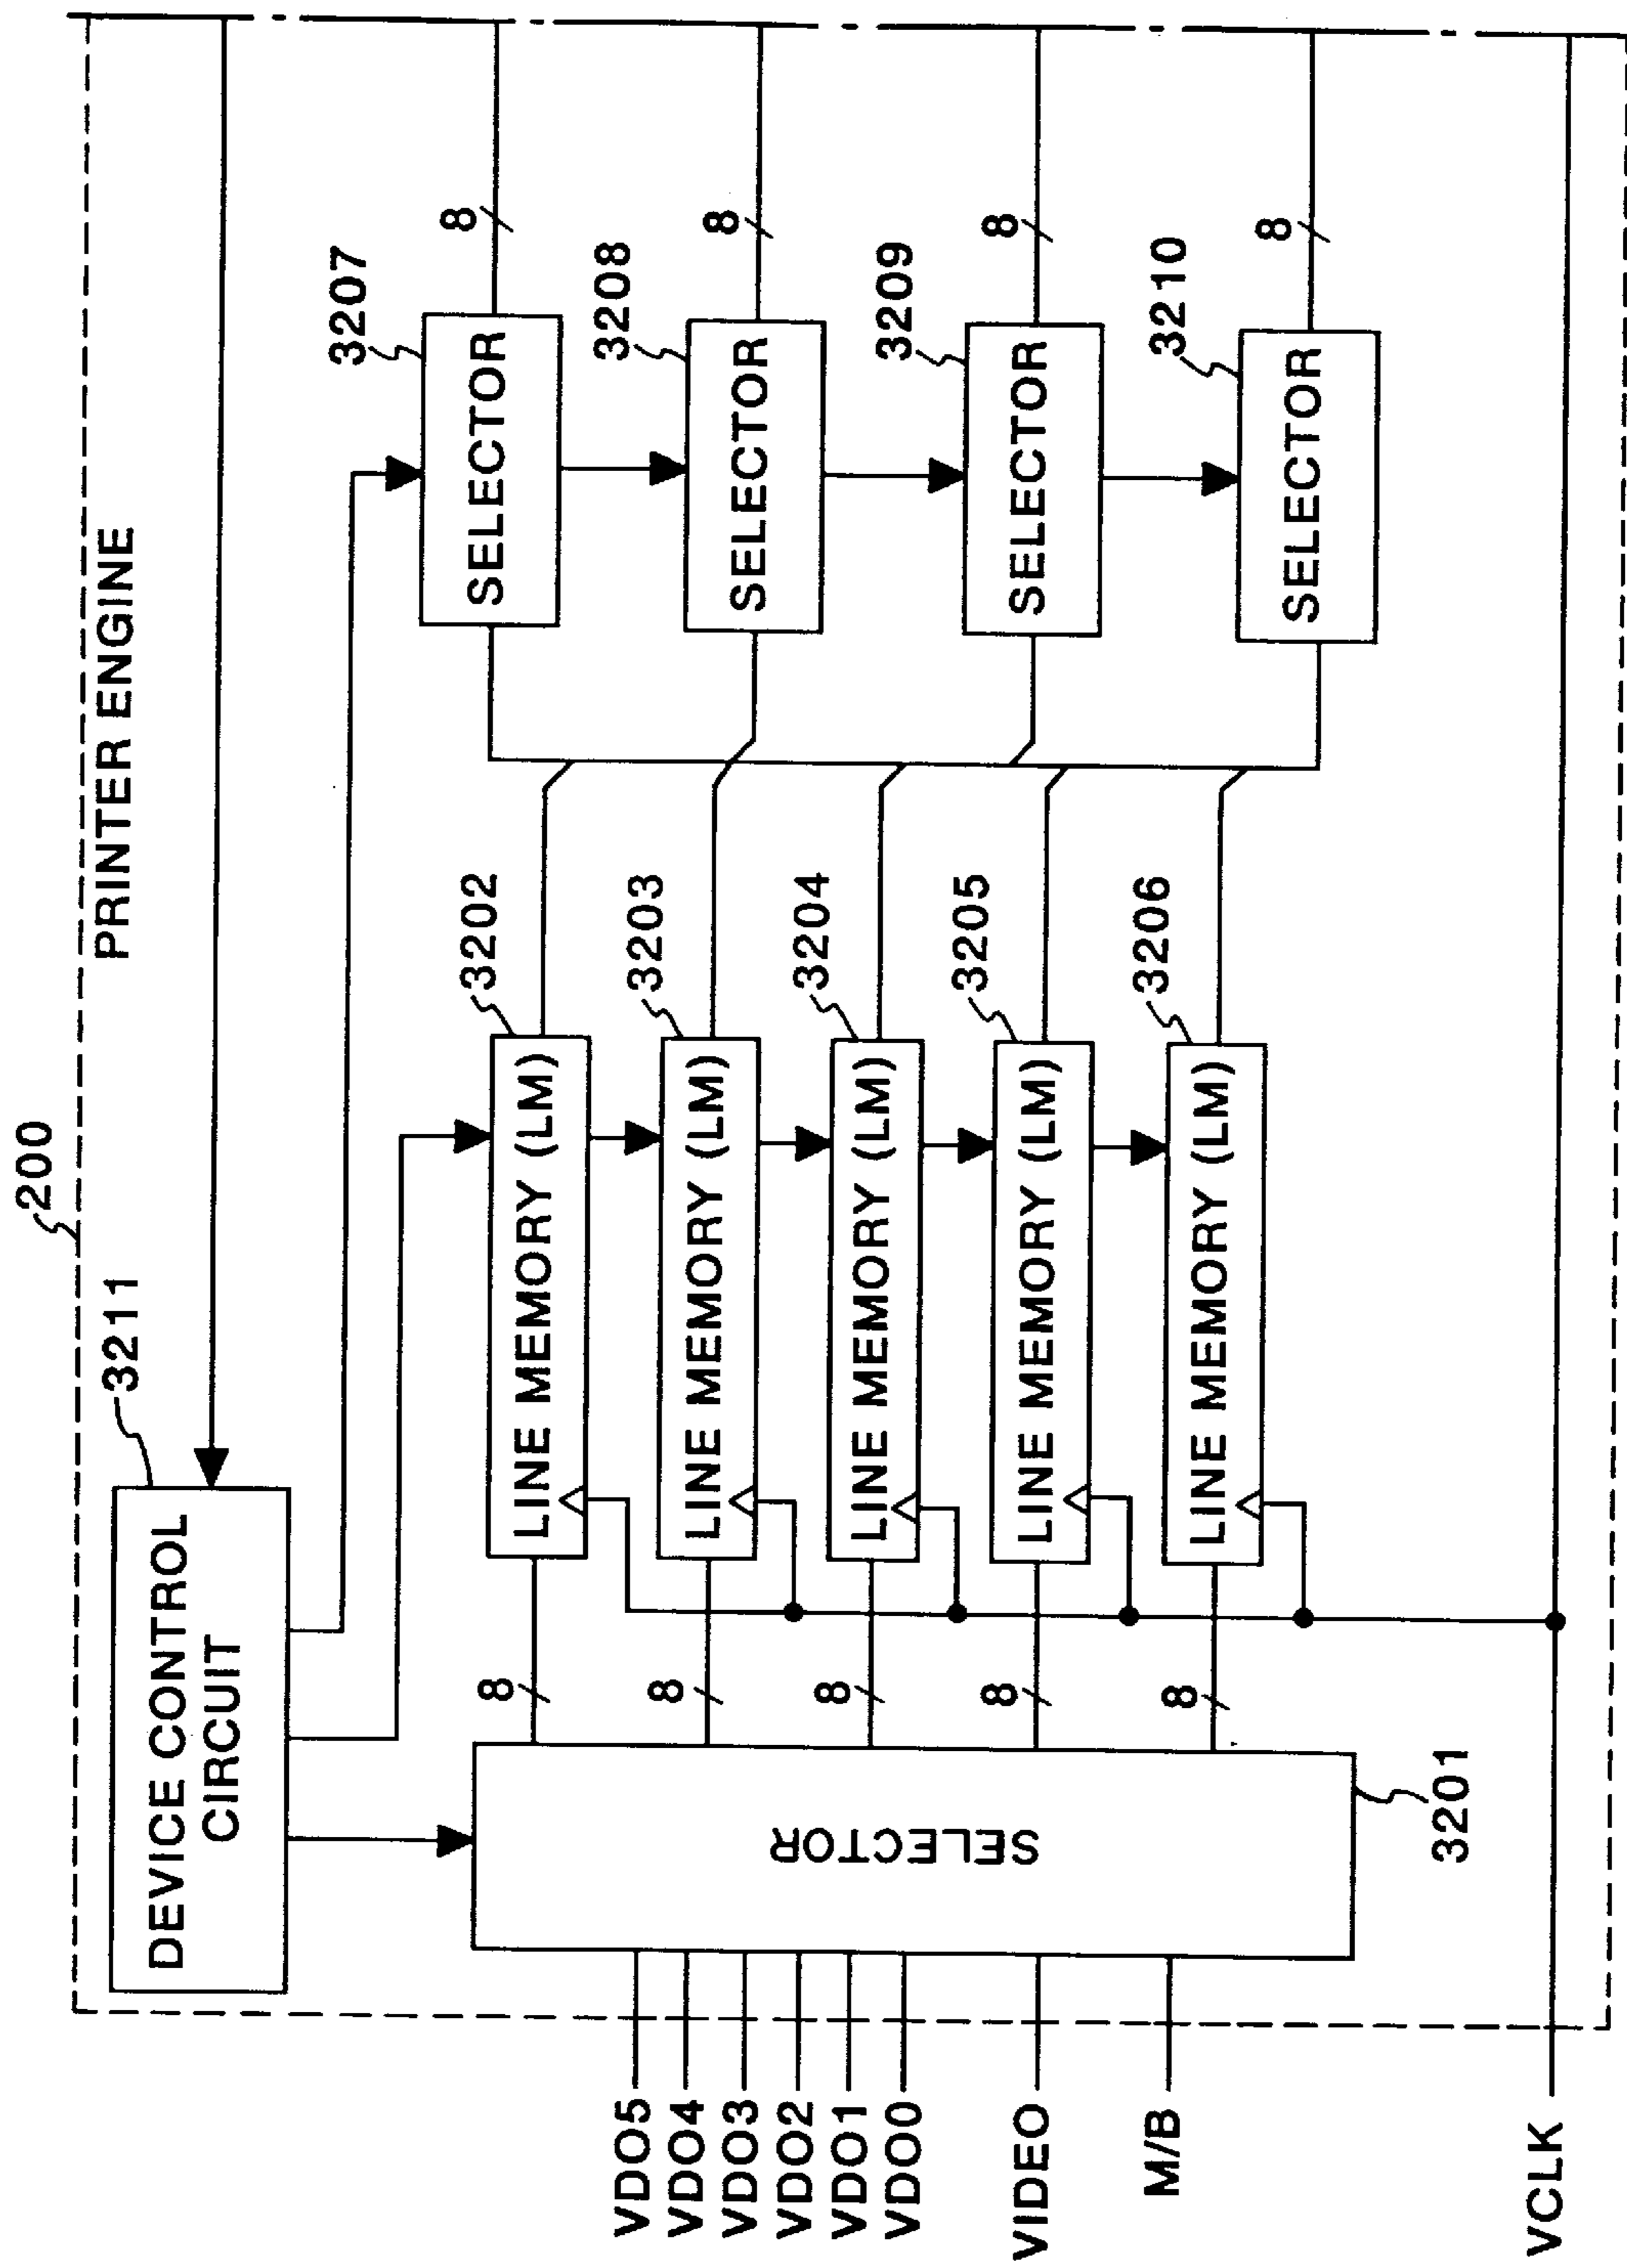 200
PRINTER ENGINE
3211
DEVICE CONTROL
CIRCUIT
3207
SELECTOR
8
3208
SELECTOR
8
3209
SELECTOR
8
3210
SELECTOR
8
3202
LINE MEMORY (LM)
8
3203
LINE MEMORY (LM)
8
3204
LINE MEMORY (LM)
8
3205
LINE MEMORY (LM)
8
3206
LINE MEMORY (LM)
8
SELECTOR
3201
VDO5
VDO4
VDO3
VDO2
VDO1
VDO0
VIDEO
M/B
VCLK